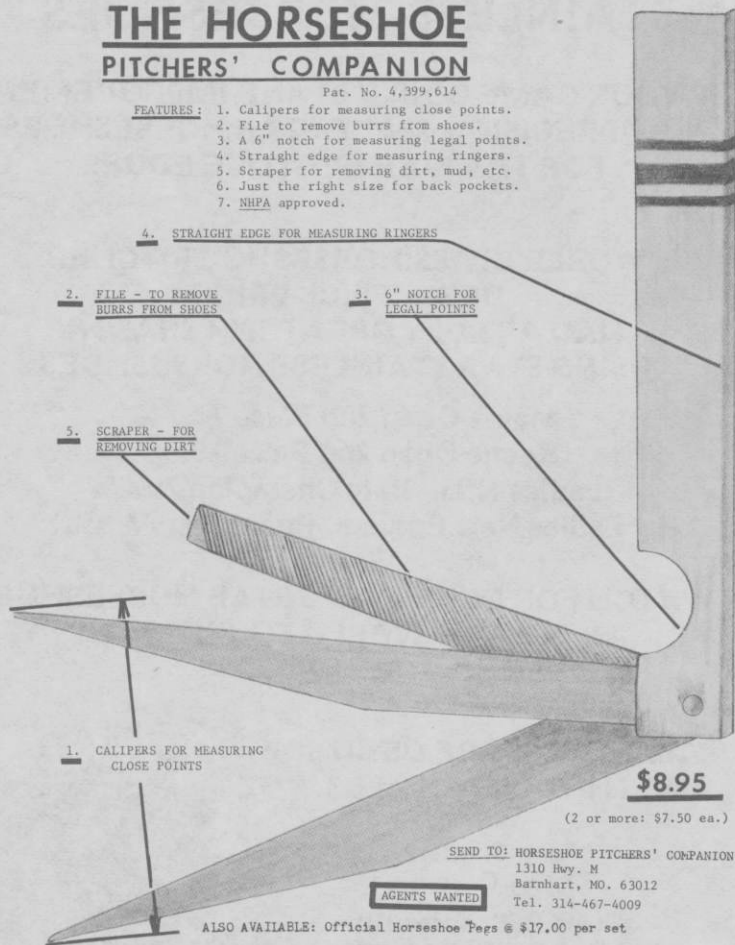 THE HORSESHOE
PITCHERS' COMPANION
Pat. No. 4,399,614
FEATURES: 1. Calipers for measuring close points.
2. File to remove burrs from shoes.
3. A 6" notch for measuring legal points.
4. Straight edge for measuring ringers.
5. Scraper for removing dirt, mud, etc.
6. Just the right size for back pockets.
7. NHPA approved.
4. STRAIGHT EDGE FOR MEASURING RINGERS
2. FILE - TO REMOVE
BURRS FROM SHOES
3. 6" NOTCH FOR
LEGAL POINTS
5. SCRAPER - FOR
REMOVING DIRT
1. CALIPERS FOR MEASURING
CLOSE POINTS
$8.95
(2 or more: $7.50 ea.)
SEND TO: HORSESHOE PITCHERS' COMPANION
1310 Hwy. M
Barnhart, MO. 63012
Tel. 314-467-4009
AGENTS WANTED
ALSO AVAILABLE: Official Horseshoe Pegs @ $17.00 per set